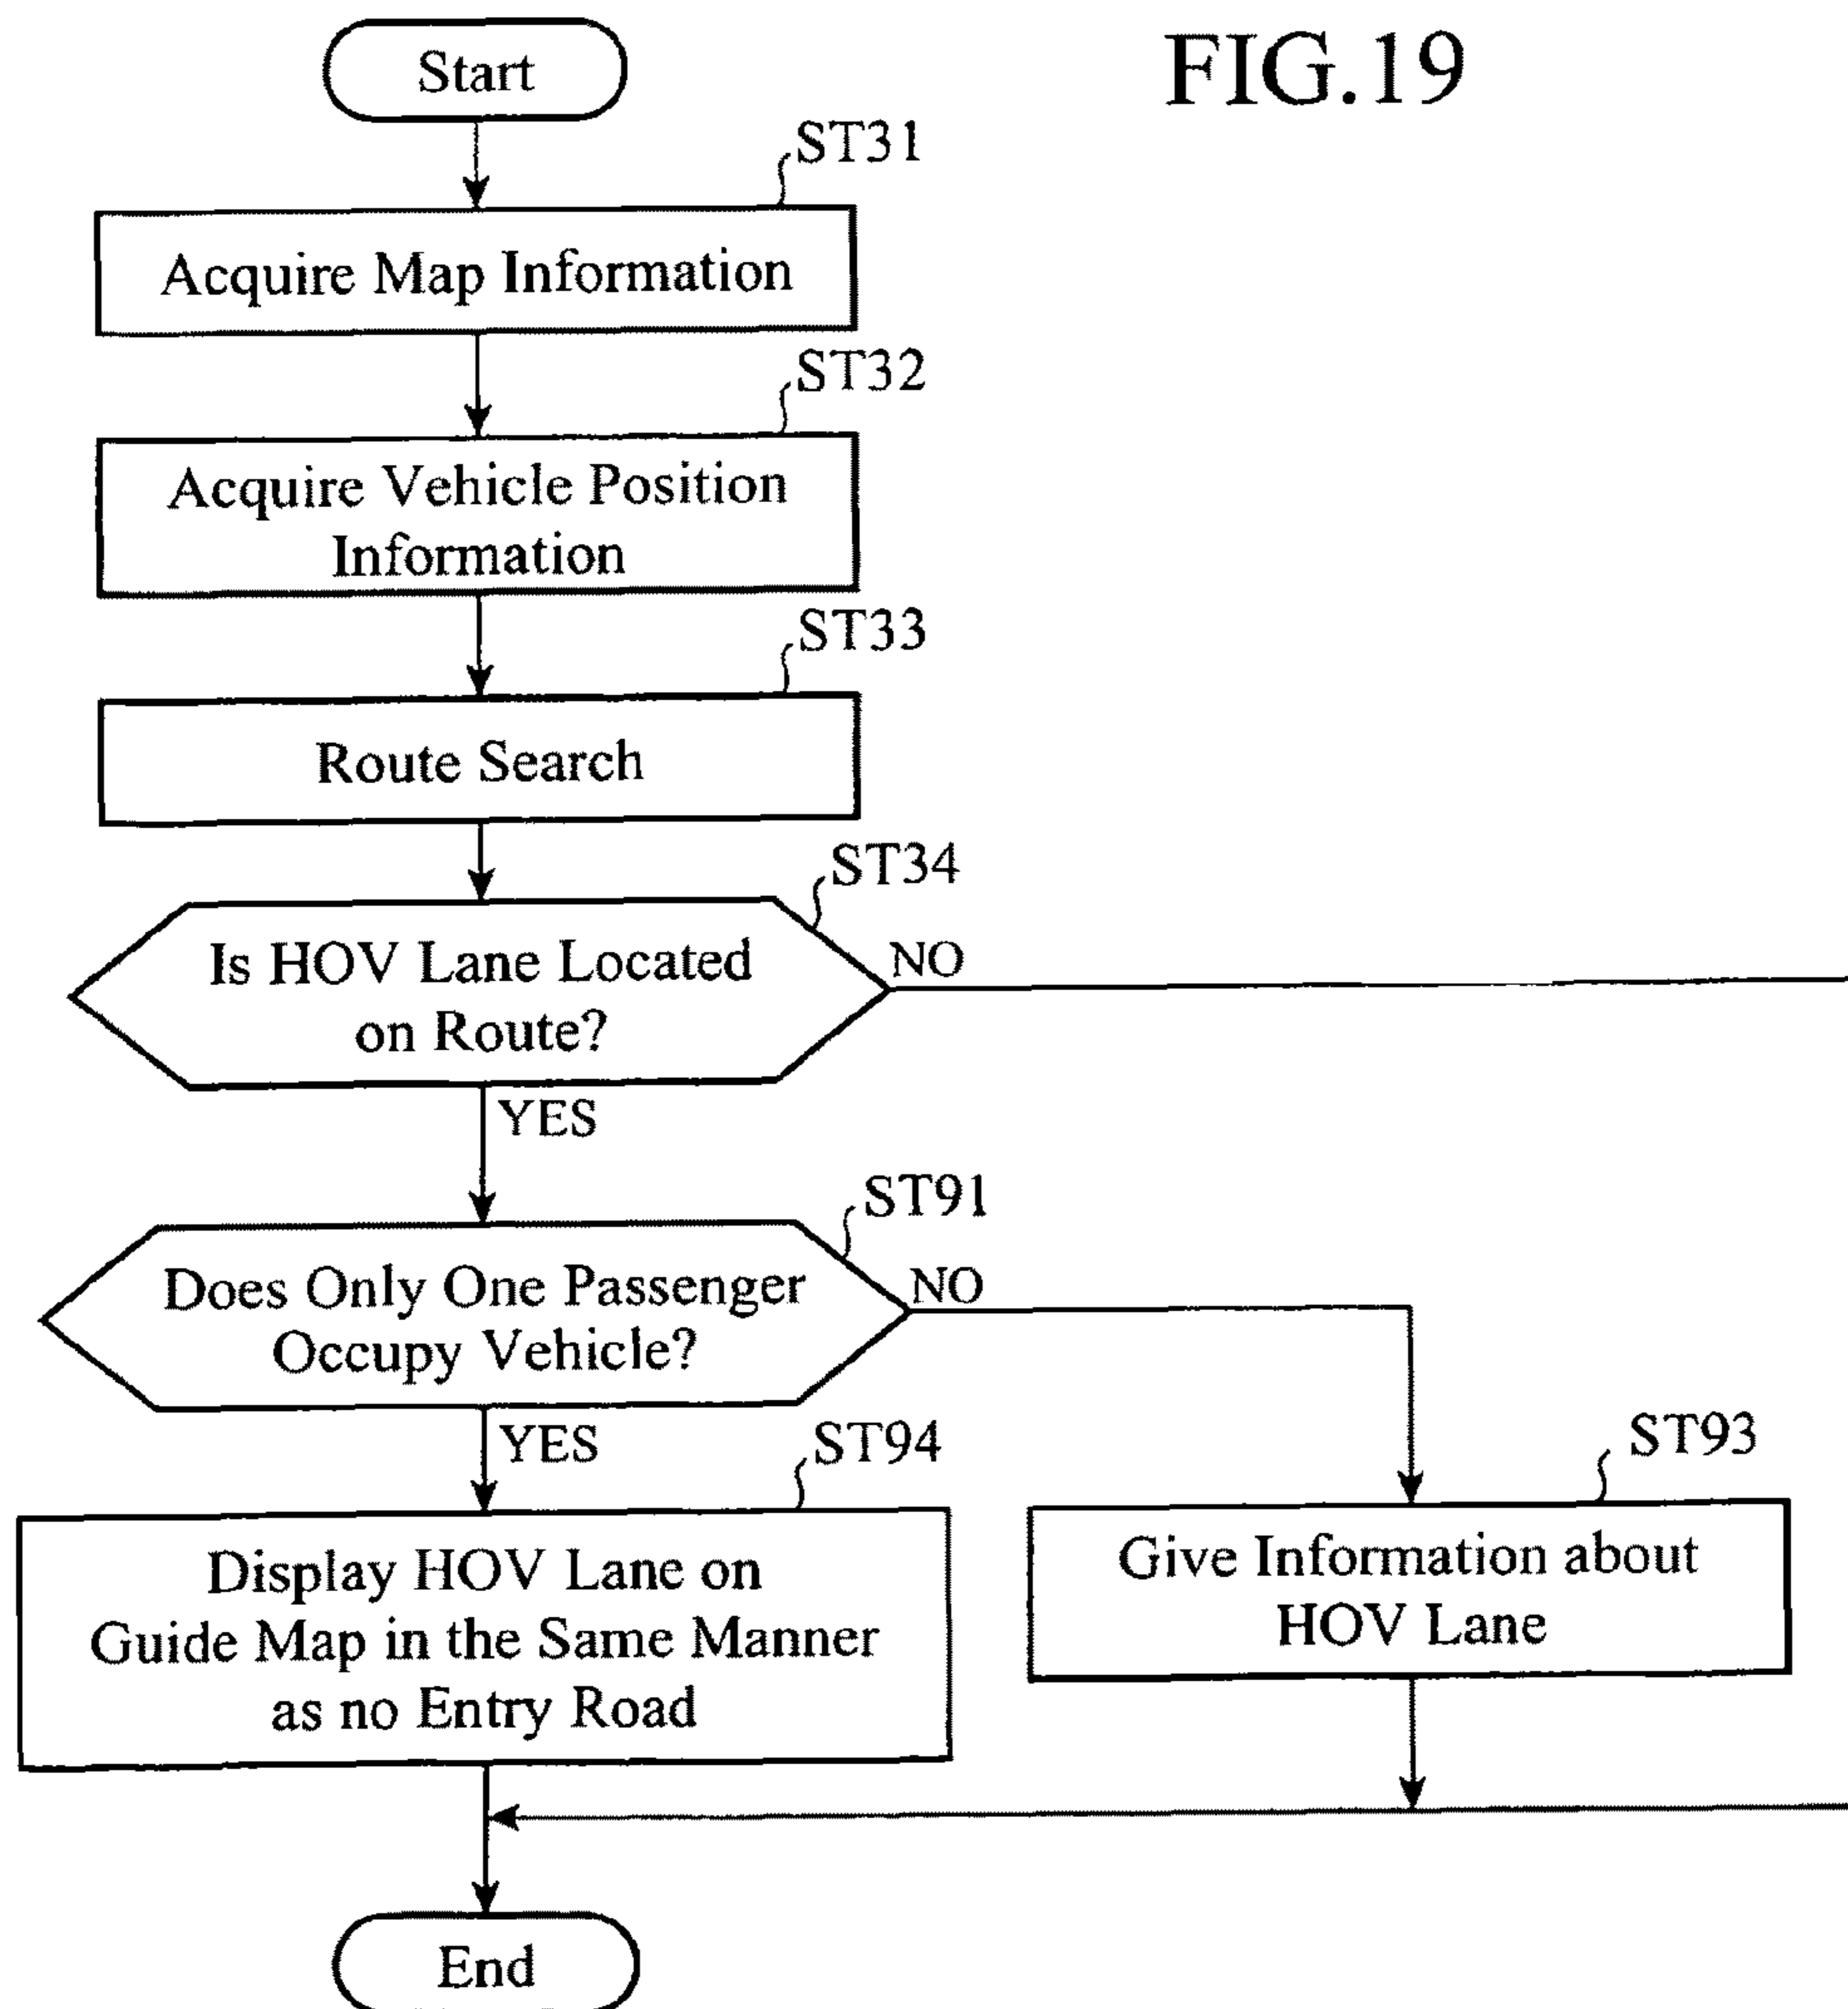 FIG.19
Start
ST31
Acquire Map Information
ST32
Acquire Vehicle Position
Information
ST33
Route Search
ST34
Is HOV Lane Located
on Route?
NO
YES
ST91
Does Only One Passenger
Occupy Vehicle?
NO
YES
ST94
Display HOV Lane on
Guide Map in the Same Manner
as no Entry Road
ST93
Give Information about
HOV Lane
End